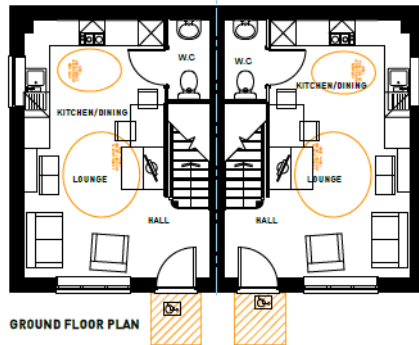 W.C
W.C
KITCHEN/DINING
KITCHEN/DINING
LOUNGE
LOUNGE
HALL
HALL
GROUND FLOOR PLAN